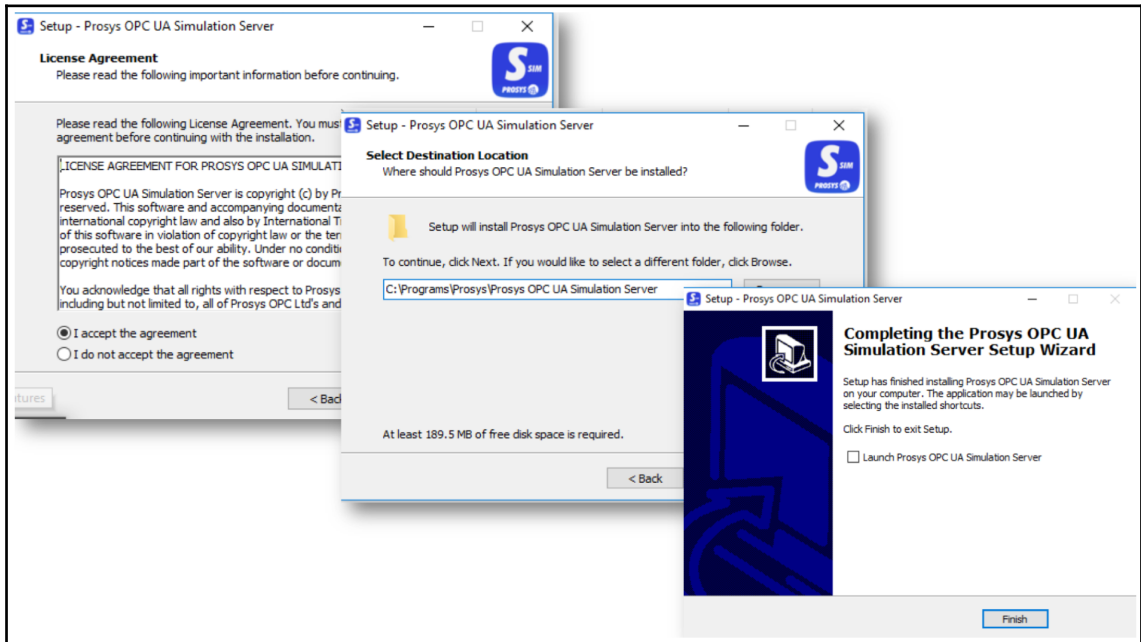 Setup - Prosys OPC UA Simulation Server
License Agreement
Please read the following important information before continuing.
S SIM
PROSYS
Please read the following License Agreement. You must
agreement before continuing with the installation.
LICENSE AGREEMENT FOR PROSYS OPC UA
Prosys OPC UA Simulation Server is copyright (c) by
reserved. This software and accompanying
international copyright law and also by International
of this software in violation of copyright law or the
prosecuted to the best of our ability. Under no
copyright notices made part of the software or
You acknowledge that all rights with respect to Prosys
including but not limited to, all of Prosys OPC Ltd's and
I accept the agreement
I do not accept the agreement
< Back
Setup - Prosys OPC UA Simulation Server
Select Destination Location
Where should Prosys OPC UA Simulation Server be installed?
S SIM
PROSYS
Setup will install Prosys OPC UA Simulation Server into the following folder.
To continue, click Next. If you would like to select a different folder, click Browse.
C:\Programs\Prosys\Prosys OPC UA Simulation Server
At least 189.5 MB of free disk space is required.
< Back
Setup - Prosys OPC UA Simulation Server
Completing the Prosys OPC UA
Simulation Server Setup Wizard
Setup has finished installing Prosys OPC UA Simulation Server
on your computer. The application may be launched by
selecting the installed shortcuts.
Click Finish to exit Setup.
Launch Prosys OPC UA Simulation Server
Finish